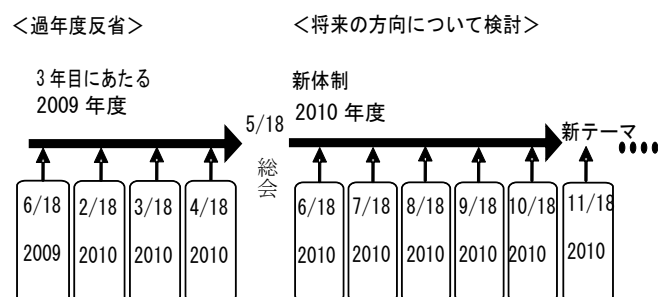 ＜過年度反省＞
＜将来の方向について検討＞
3年目にあたる
2009 年度
5/18
総会
新体制
2010 年度
新テーマ
6/18
2009
2/18
2010
3/18
2010
4/18
2010
6/18
2010
7/18
2010
8/18
2010
9/18
2010
10/18
2010
11/18
2010